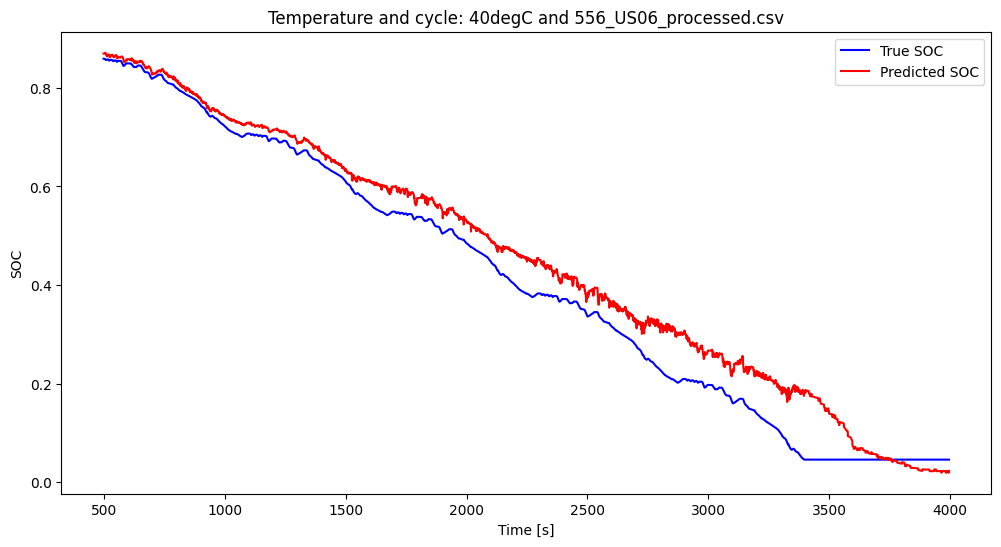 Temperature and cycle: 40degC and 556_US06_processed.csv
True SOC
Predicted SOC
SOC
0.8
0.6
0.4
0.2
0.0
500
1000
1500
2000
2500
3000
3500
4000
Time [s]